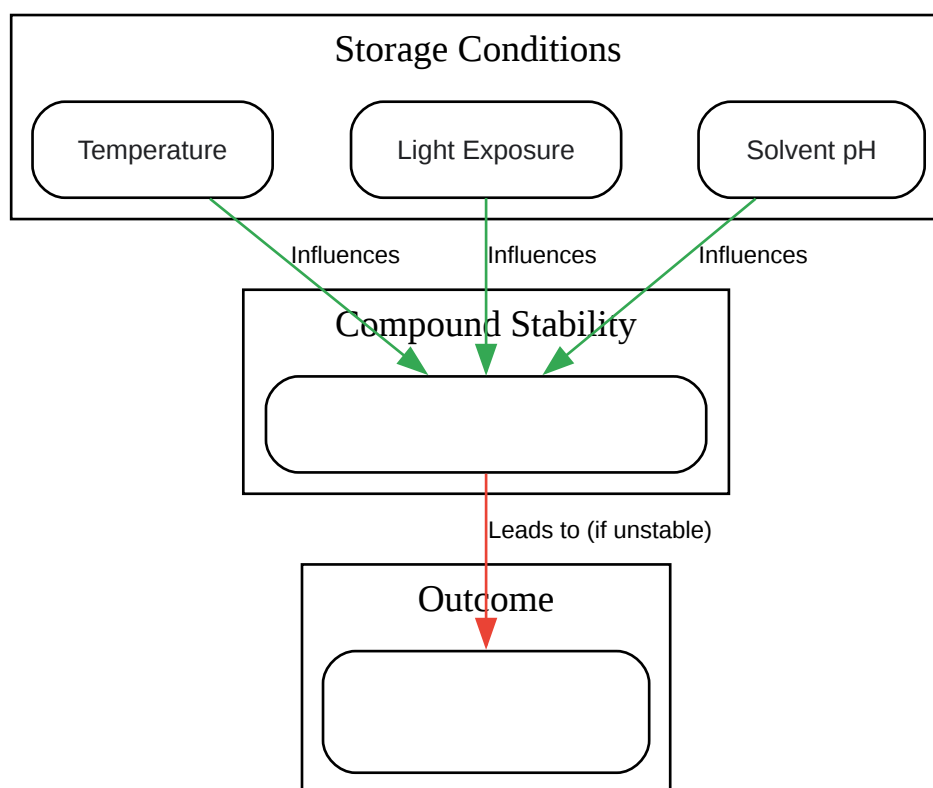 Storage Conditions
Temperature
Light Exposure
Solvent pH
Influences
Influences
Influences
Compound Stability
Leads to (if unstable)
Outcome